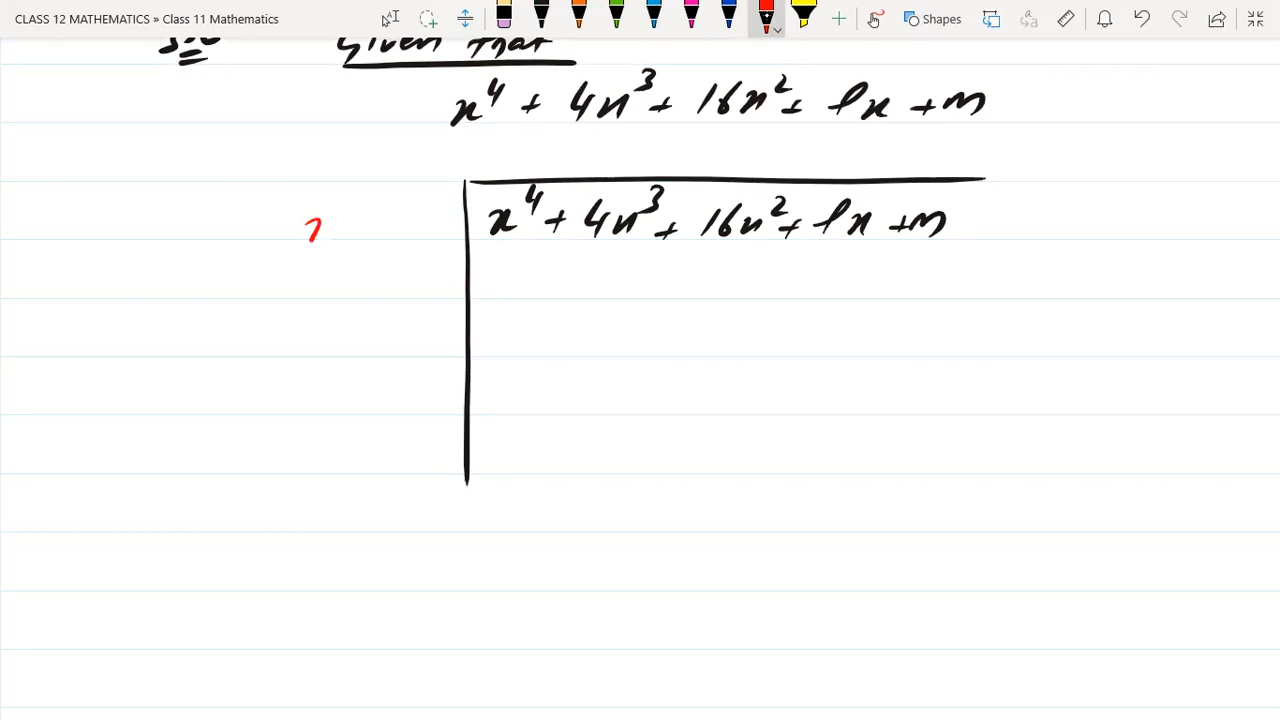 CLASS 12 MATHEMATICS » Class 11 Mathematics
Shapes
Given that
x⁴ + 4x³ + 16x² + lx + m
x⁴ + 4x³ + 16x² + lx + m